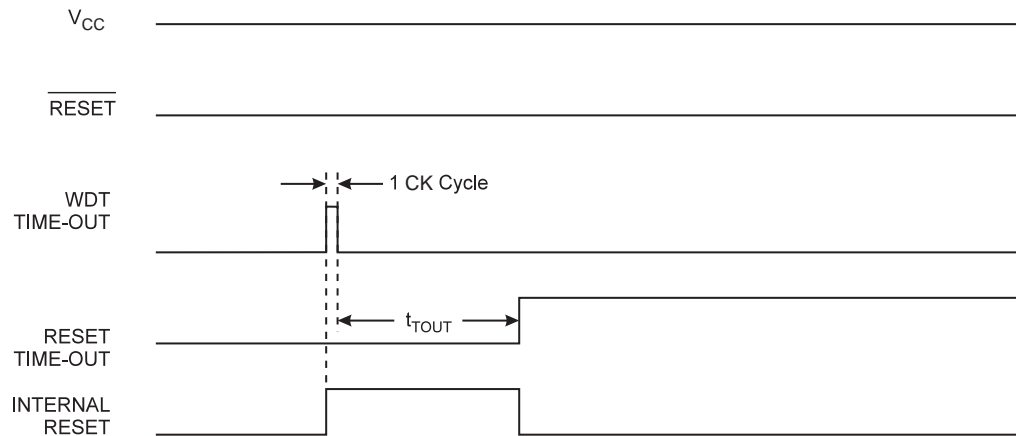 VCC
RESET
WDT
TIME-OUT
1 CK Cycle
RESET
TIME-OUT
tTOUT
INTERNAL
RESET